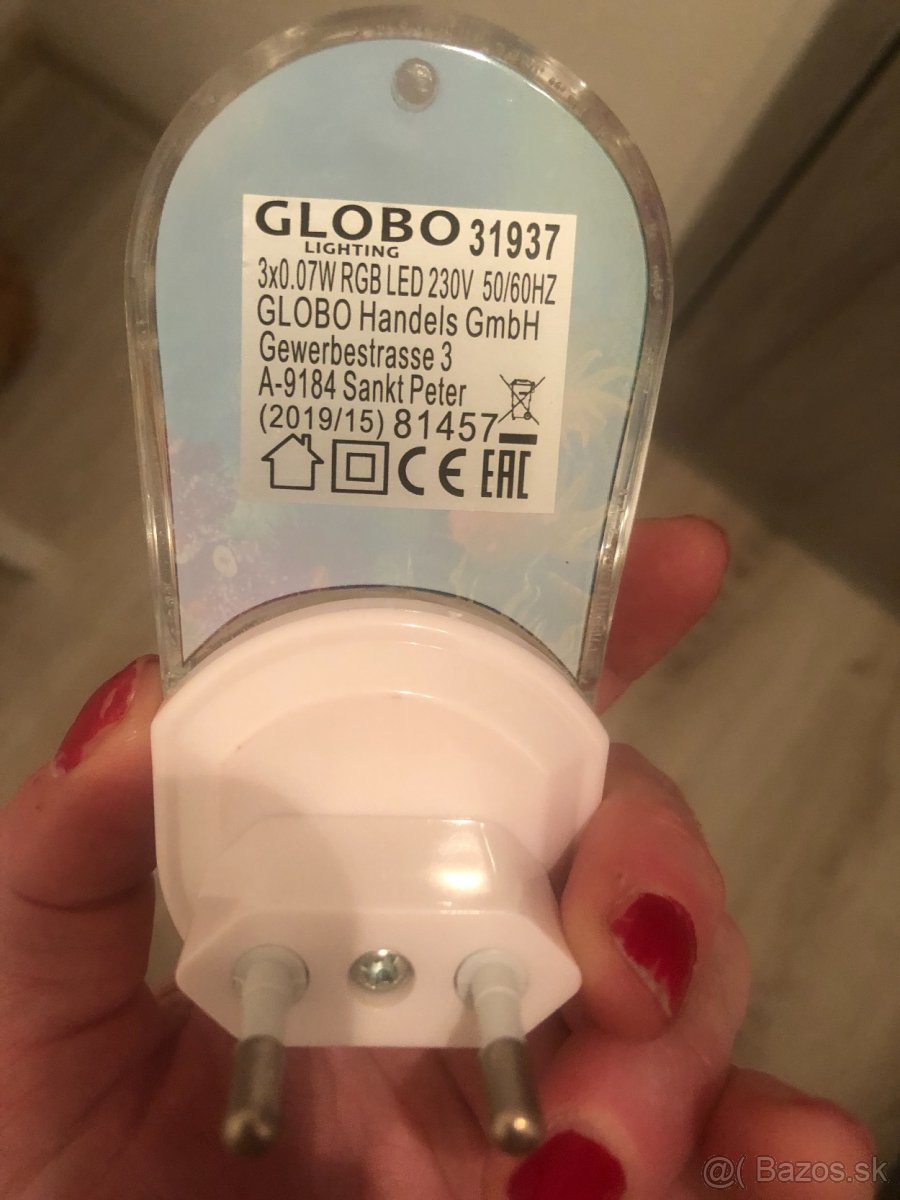 GLOBO 31937
LIGHTING
3x0.07W RGB LED 230V 50/60HZ
GLOBO Handels GmbH
Gewerbestrasse 3
A-9184 Sankt Peter
(2019/15) 81457
CE EAC
@( Bazos.sk